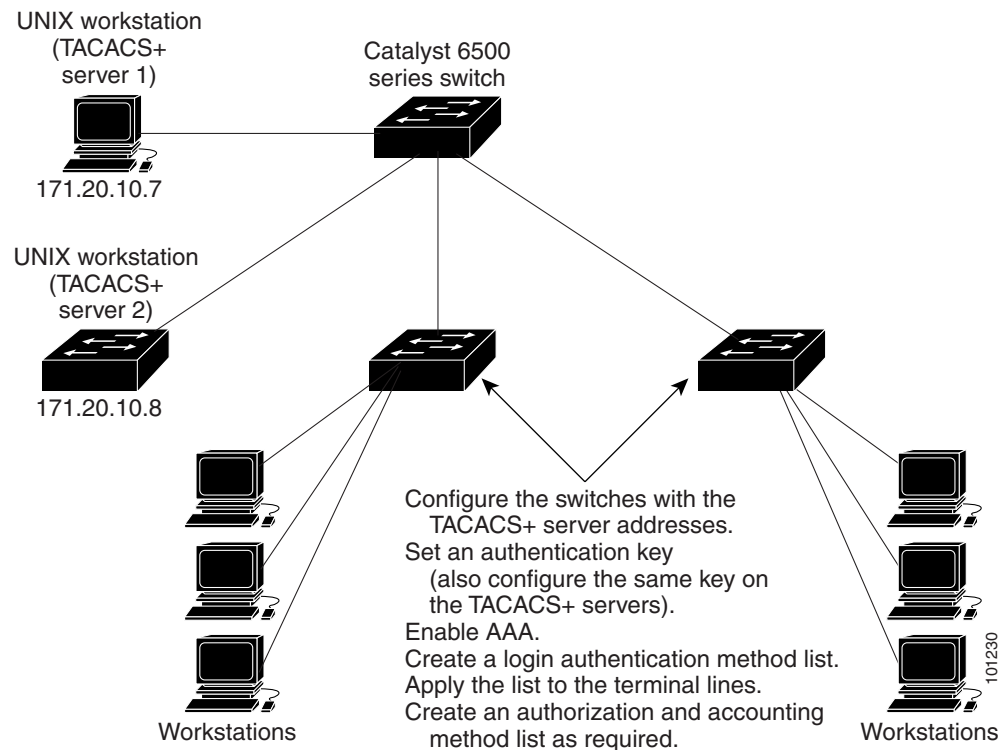 UNIX workstation
(TACACS+
server 1)
Catalyst 6500
series switch
171.20.10.7
UNIX workstation
(TACACS+
server 2)
171.20.10.8
Configure the switches with the
TACACS+ server addresses.
Set an authentication key
(also configure the same key on
the TACACS+ servers).
Enable AAA.
Create a login authentication method list.
Apply the list to the terminal lines.
Create an authorization and accounting
method list as required.
Workstations
Workstations
101230